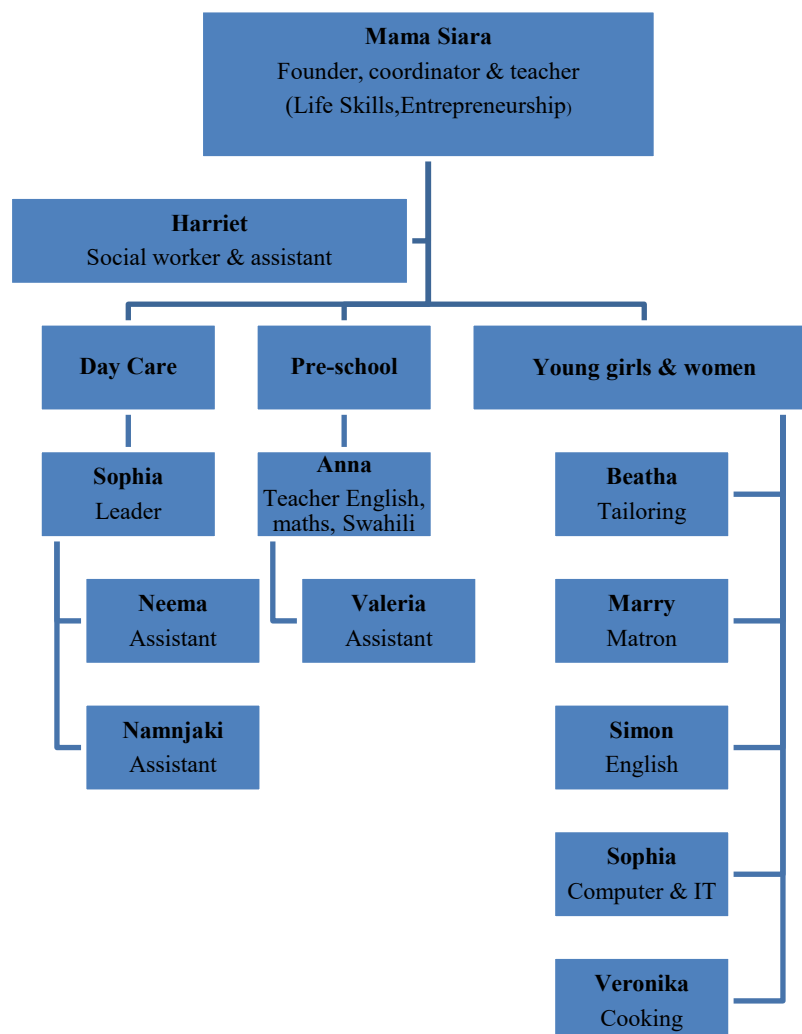 Mama Siara
Founder, coordinator & teacher
(Life Skills,Entrepreneurship)
Harriet
Social worker & assistant
Day Care
Pre-school
Young girls & women
Sophia
Leader
Neema
Assistant
Namnjaki
Assistant
Anna
Teacher English,
maths, Swahili
Valeria
Assistant
Beatha
Tailoring
Marry
Matron
Simon
English
Sophia
Computer & IT
Veronika
Cooking